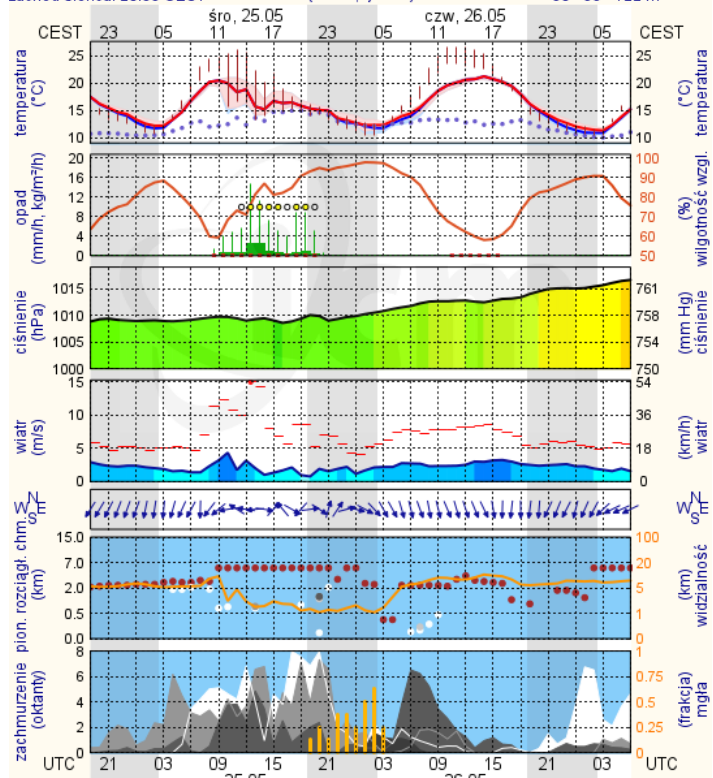 śro, 25.05 czw, 26.05
CEST 23 05 11 17 23 05 11 17 23 05 CEST
temperatura (°C) 25 20 15 10 25 20 15 10 (°C) temperatura
opad (mm/h, kg/m²/h) 20 16 12 8 4 0 100 90 80 70 60 50 (%) wilgotność wzgl.
ciśnienie (hPa) 1015 1010 1005 1000 761 758 754 750 (mm Hg) ciśnienie
wiatr (m/s) 15 10 5 0 54 36 18 0 (km/h) wiatr
N W E S N W E S
pion. rozciągł. chm. (km) 15.0 7.0 2.0 0.5 0.0 100 20 5 1 0 (km) widzialność
zachmurzenie (oktanty) 8 6 4 2 0 1 0.75 0.5 0.25 0 (frakcja) mgła
UTC 21 03 09 15 21 03 09 15 21 03 UTC